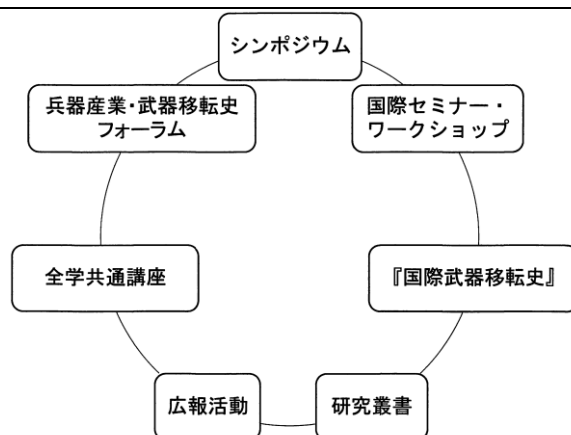 シンポジウム
兵器産業・武器移転史
フォーラム
国際セミナー・
ワークショップ
全学共通講座
『国際武器移転史』
広報活動
研究叢書